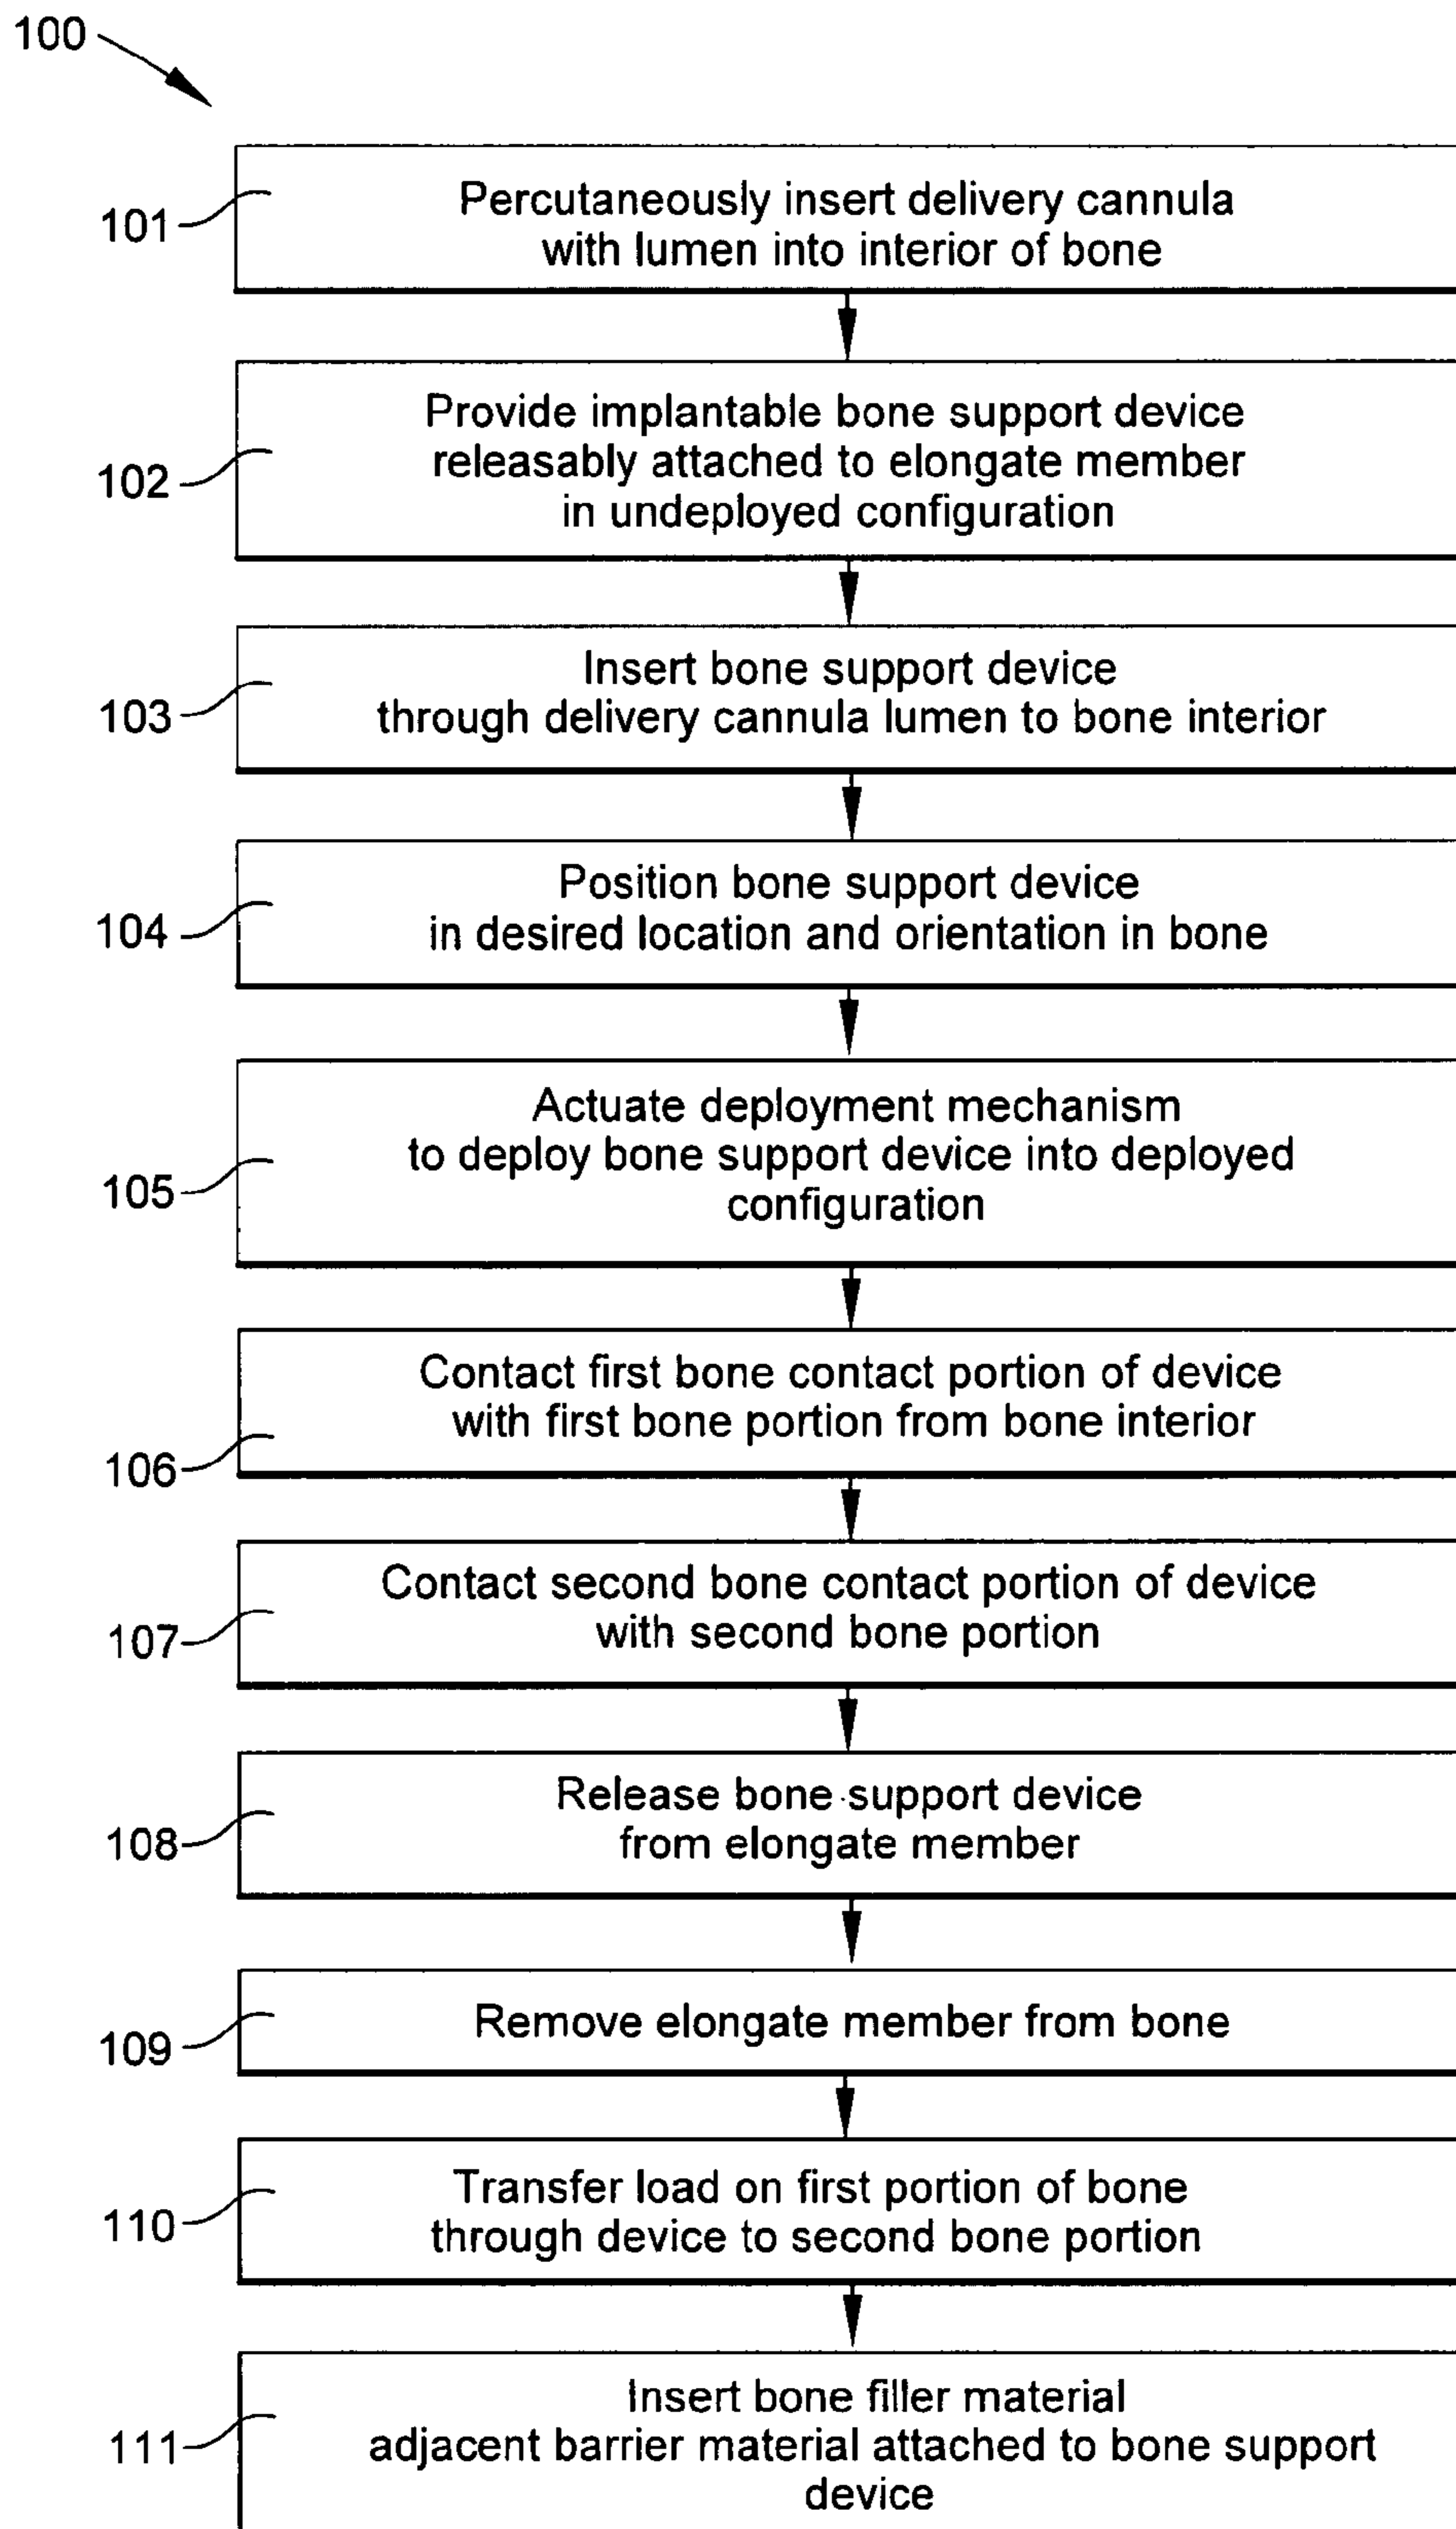 100
101
Percutaneously insert delivery cannula
with lumen into interior of bone
102
Provide implantable bone support device
releasably attached to elongate member
in undeployed configuration
103
Insert bone support device
through delivery cannula lumen to bone interior
104
Position bone support device
in desired location and orientation in bone
105
Actuate deployment mechanism
to deploy bone support device into deployed
configuration
106
Contact first bone contact portion of device
with first bone portion from bone interior
107
Contact second bone contact portion of device
with second bone portion
108
Release bone support device
from elongate member
109
Remove elongate member from bone
110
Transfer load on first portion of bone
through device to second bone portion
111
Insert bone filler material
adjacent barrier material attached to bone support
device